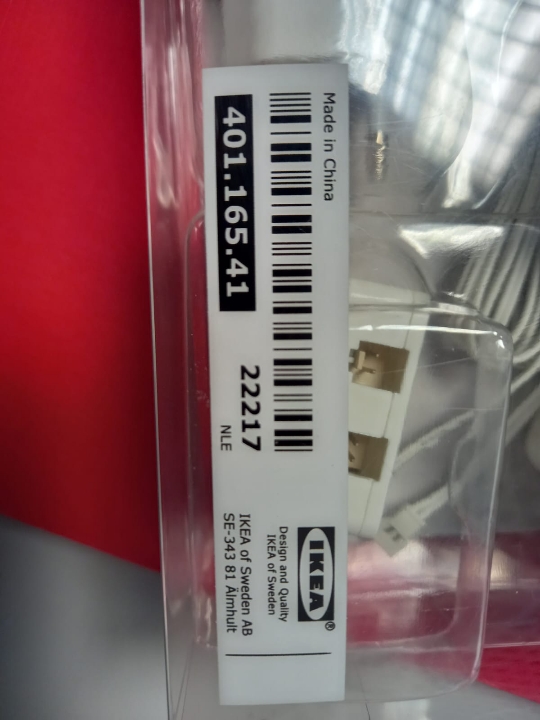 Made in China
401.165.41
22217
NLE
IKEA®
Design and Quality
IKEA of Sweden
IKEA of Sweden AB
SE-343 81 Älmhult